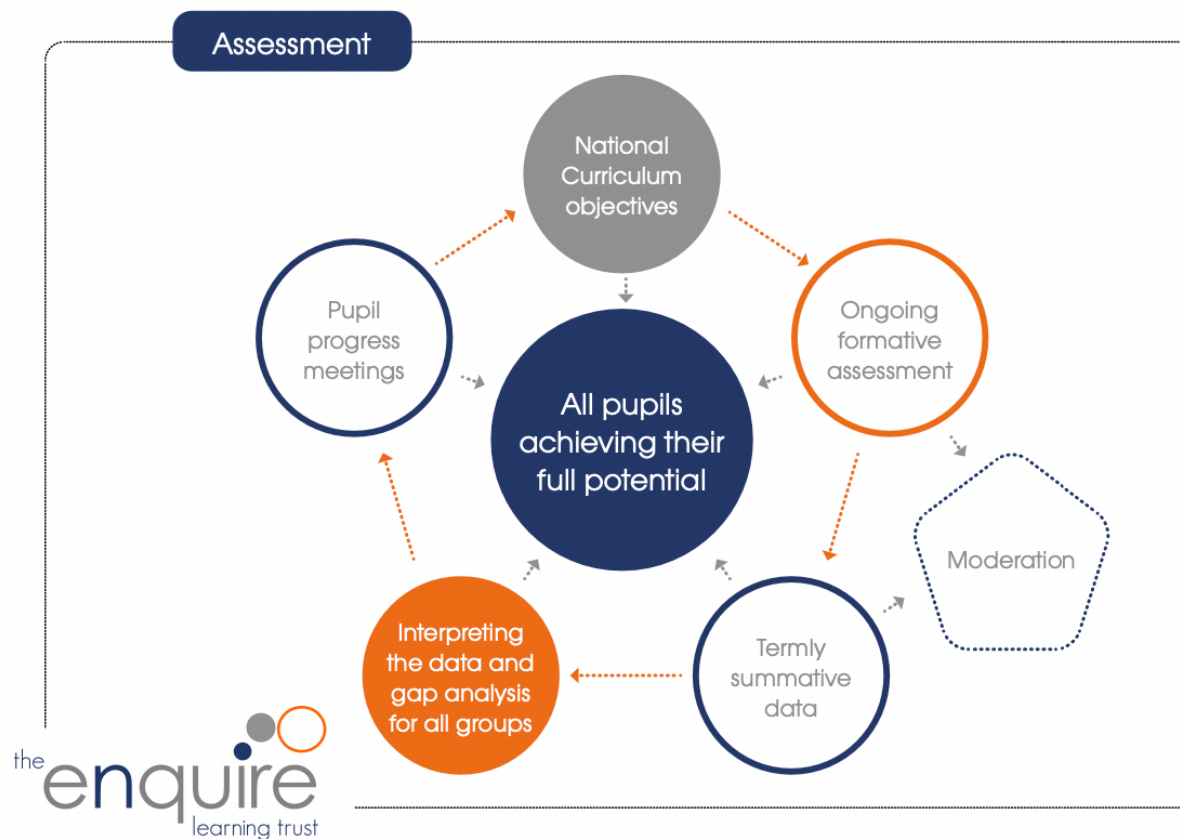 Assessment
National
Curriculum
objectives
Ongoing
formative
assessment
Moderation
Termly
summative
data
Interpreting
the data and
gap analysis
for all groups
Pupil
progress
meetings
All pupils
achieving their
full potential
the
enquire
learning trust